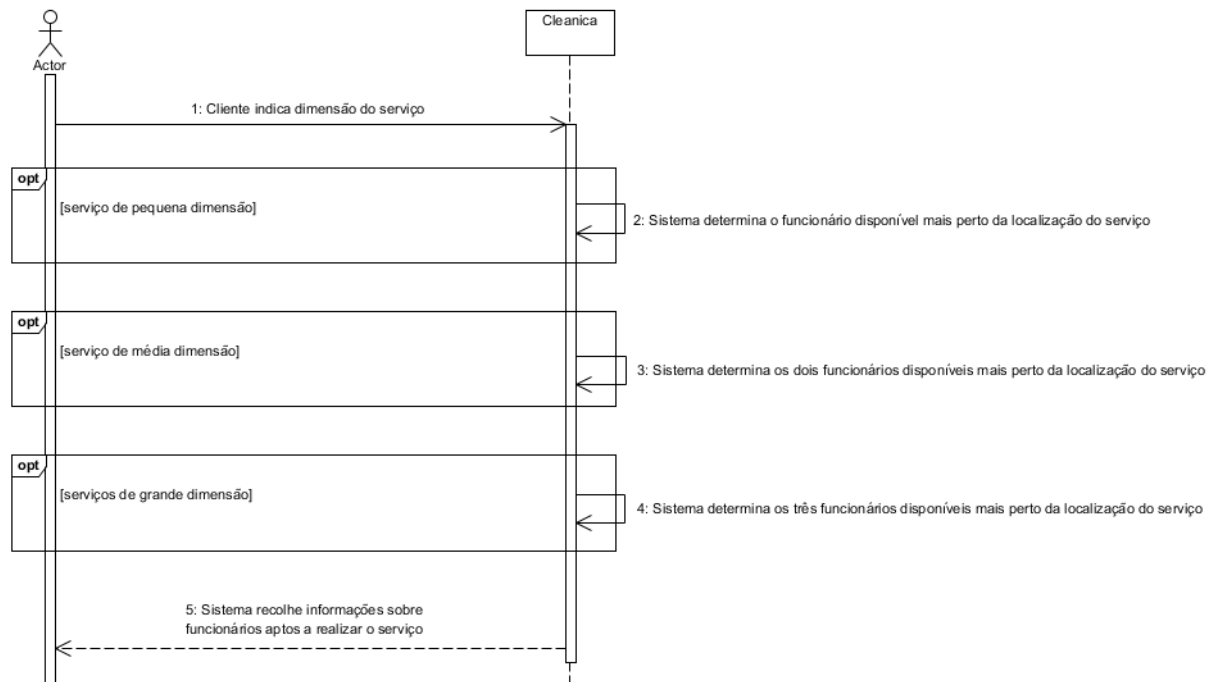 Cleanica
Actor
1: Cliente indica dimensão do serviço
opt
[serviço de pequena dimensão]
2: Sistema determina o funcionário disponível mais perto da localização do serviço
opt
[serviço de média dimensão]
3: Sistema determina os dois funcionários disponíveis mais perto da localização do serviço
opt
[serviços de grande dimensão]
4: Sistema determina os três funcionários disponíveis mais perto da localização do serviço
5: Sistema recolhe informações sobre
funcionários aptos a realizar o serviço